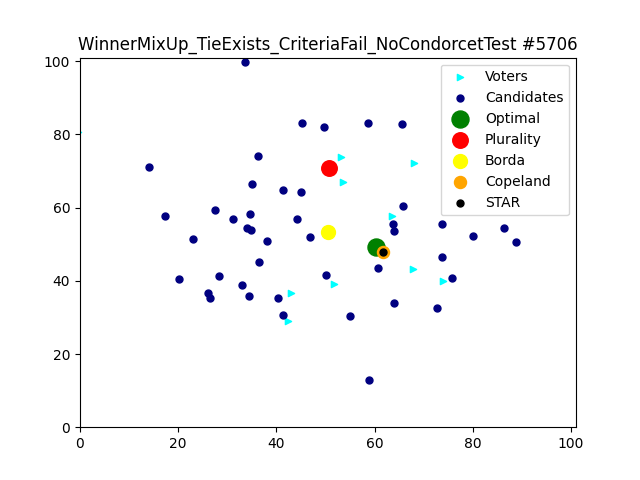 WinnerMixUp_TieExists_CriteriaFail_NoCondorcetTest #5706
Voters
Candidates
Optimal
Plurality
Borda
Copeland
STAR
100
80
60
40
20
0
0 20 40 60 80 100